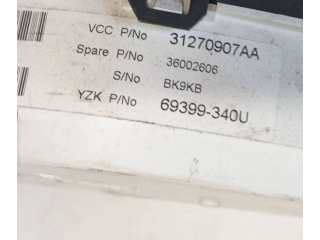 VCC P/No 31270907AA
Spare P/No 36002606
S/No BK9KB
YZK P/No 69399-340U